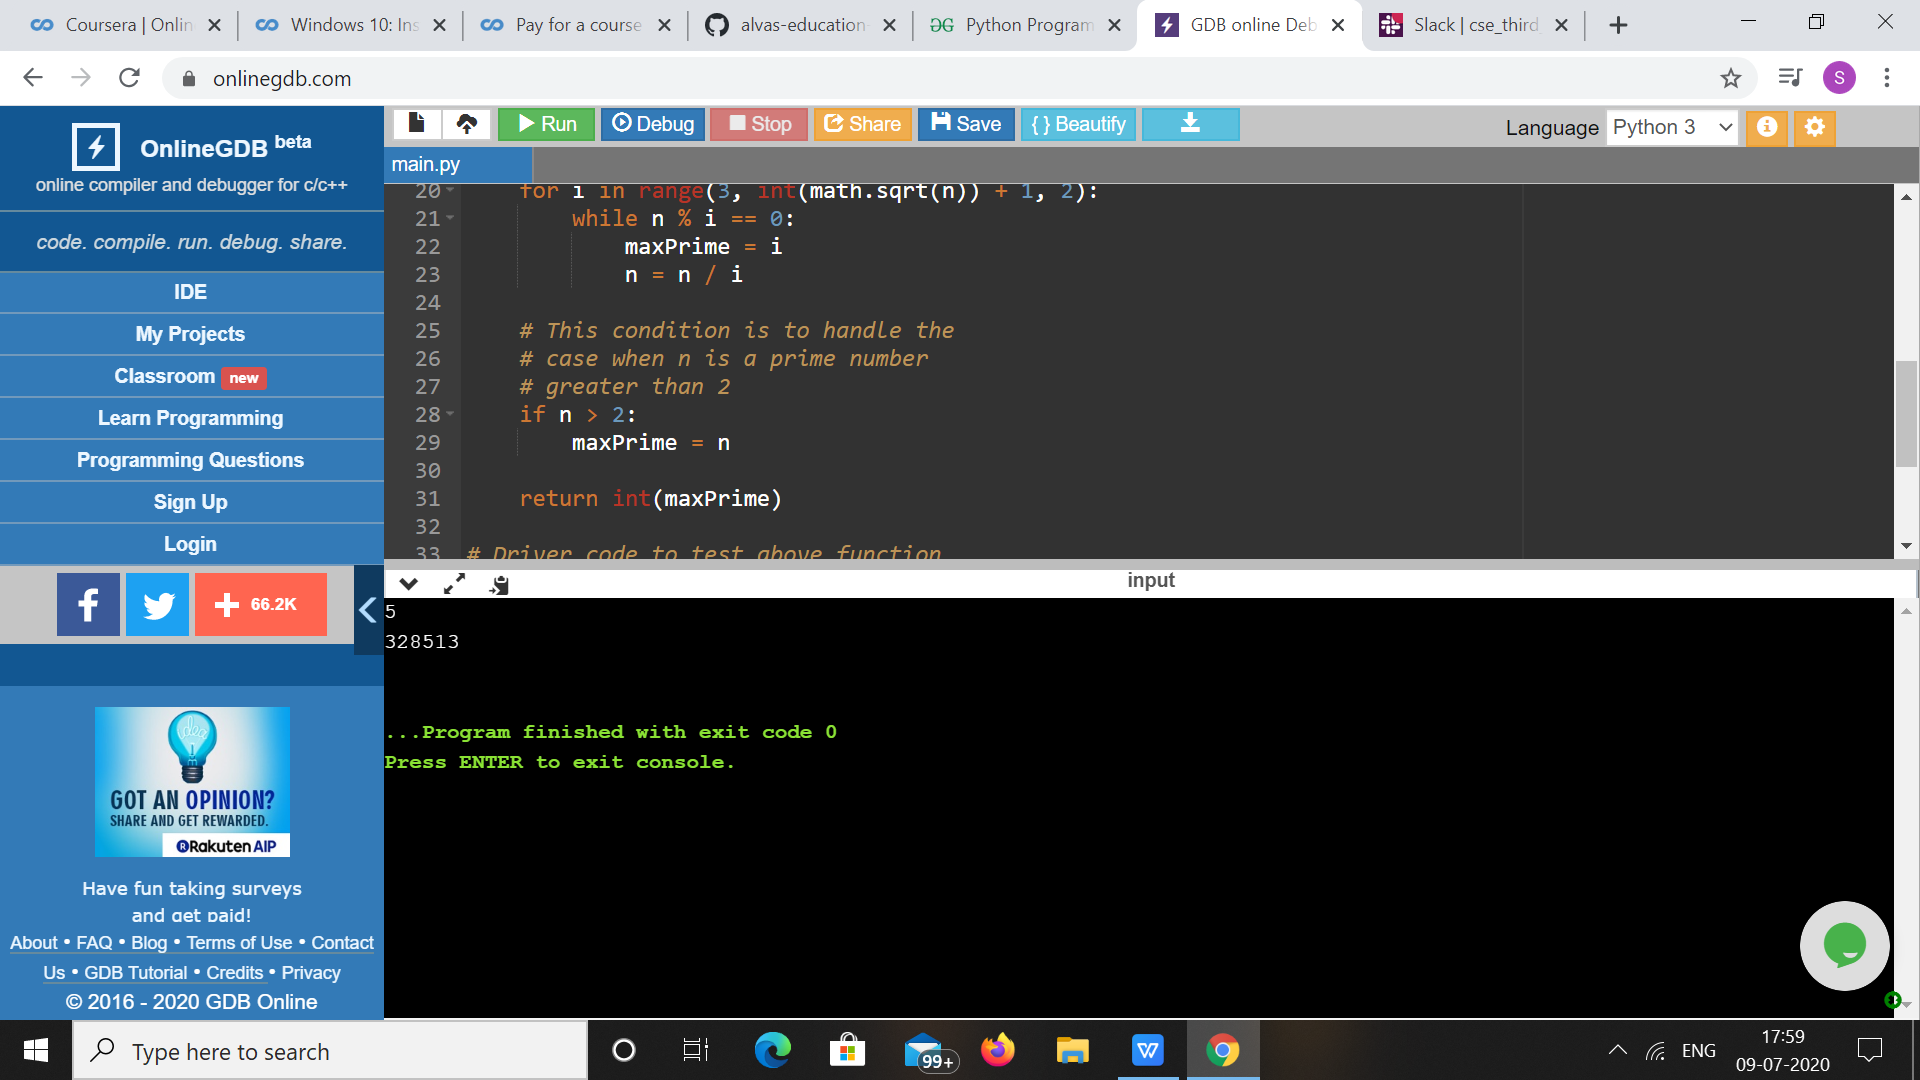 Coursera | Onlin
Windows 10: Ins
Pay for a course
alvas-education-
Python Program
GDB online Deb
Slack | cse_third_
onlinegdb.com
S
OnlineGDB beta
online compiler and debugger for c/c++
code. compile. run. debug. share.
IDE
My Projects
Classroom new
Learn Programming
Programming Questions
Sign Up
Login
66.2K
idea
GOT AN OPINION?
SHARE AND GET REWARDED.
Rakuten AIP
Have fun taking surveys
and get paid!
About • FAQ • Blog • Terms of Use • Contact
Us • GDB Tutorial • Credits • Privacy
© 2016 - 2020 GDB Online
Run Debug Stop Share Save { } Beautify
Language Python 3
main.py
20 for i in range(3, int(math.sqrt(n)) + 1, 2):
21 while n % i == 0:
22 maxPrime = i
23 n = n / i
24
25 # This condition is to handle the
26 # case when n is a prime number
27 # greater than 2
28 if n > 2:
29 maxPrime = n
30
31 return int(maxPrime)
32
33 # Driver code to test above function
input
5
328513
...Program finished with exit code 0
Press ENTER to exit console.
Type here to search
99+
ENG
17:59
09-07-2020